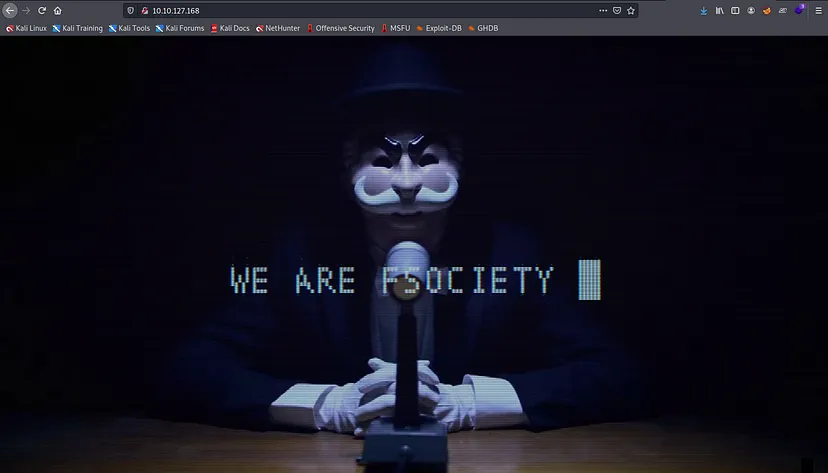 10.10.127.168
Kali Linux Kali Training Kali Tools Kali Forums Kali Docs NetHunter Offensive Security MSFU Exploit-DB GHDB
WE ARE FSOCIETY